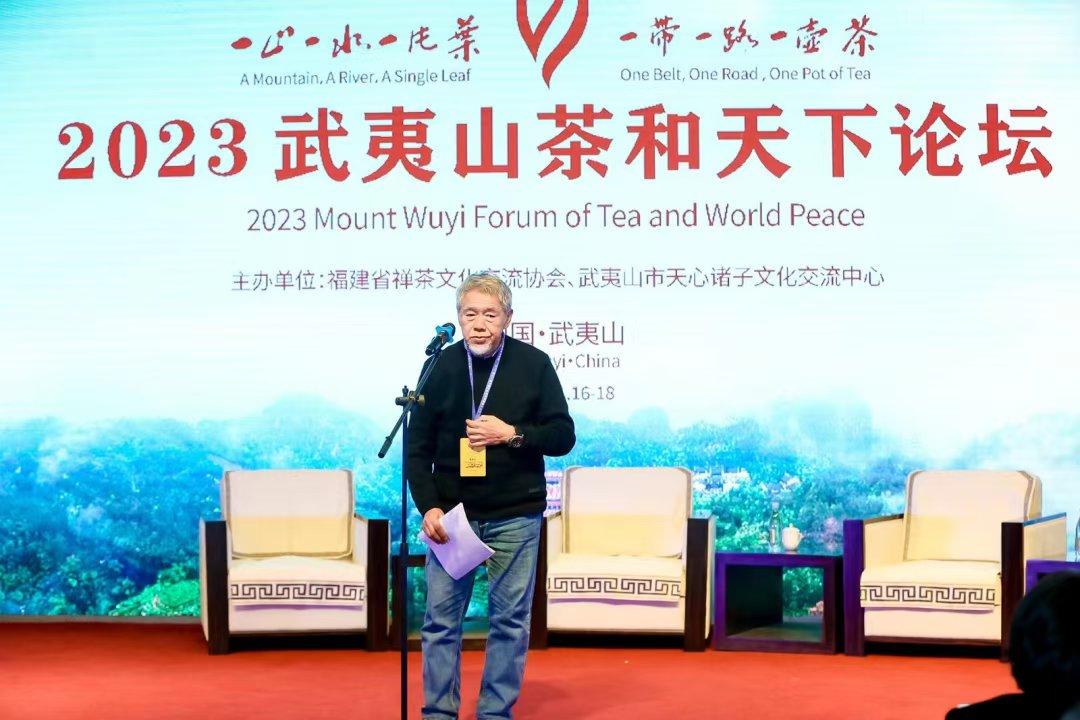 一山一水一片葉
A Mountain, A River, A Single Leaf
一带一路一壶茶
One Belt, One Road , One Pot of Tea
2023 武夷山茶和天下论坛
2023 Mount Wuyi Forum of Tea and World Peace
主办单位：福建省禅茶文化交流协会、武夷山市天心诸子文化交流中心
国·武夷山
yi·China
.16-18